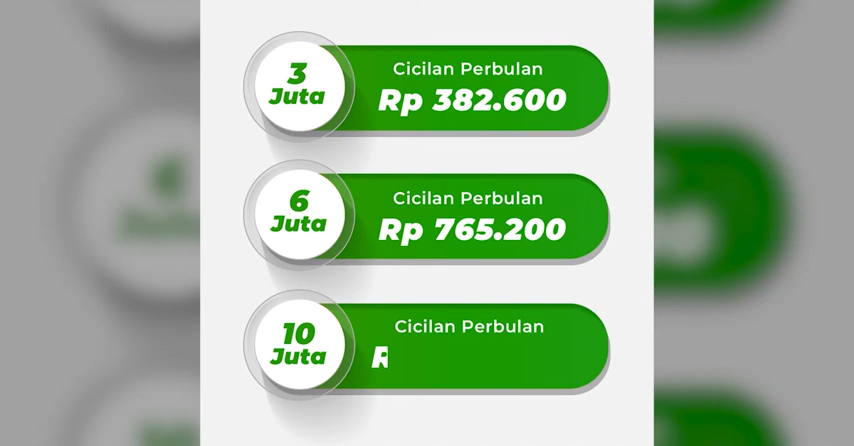 3
Juta
Cicilan Perbulan
Rp 382.600
6
Juta
Cicilan Perbulan
Rp 765.200
10
Juta
Cicilan Perbulan
R